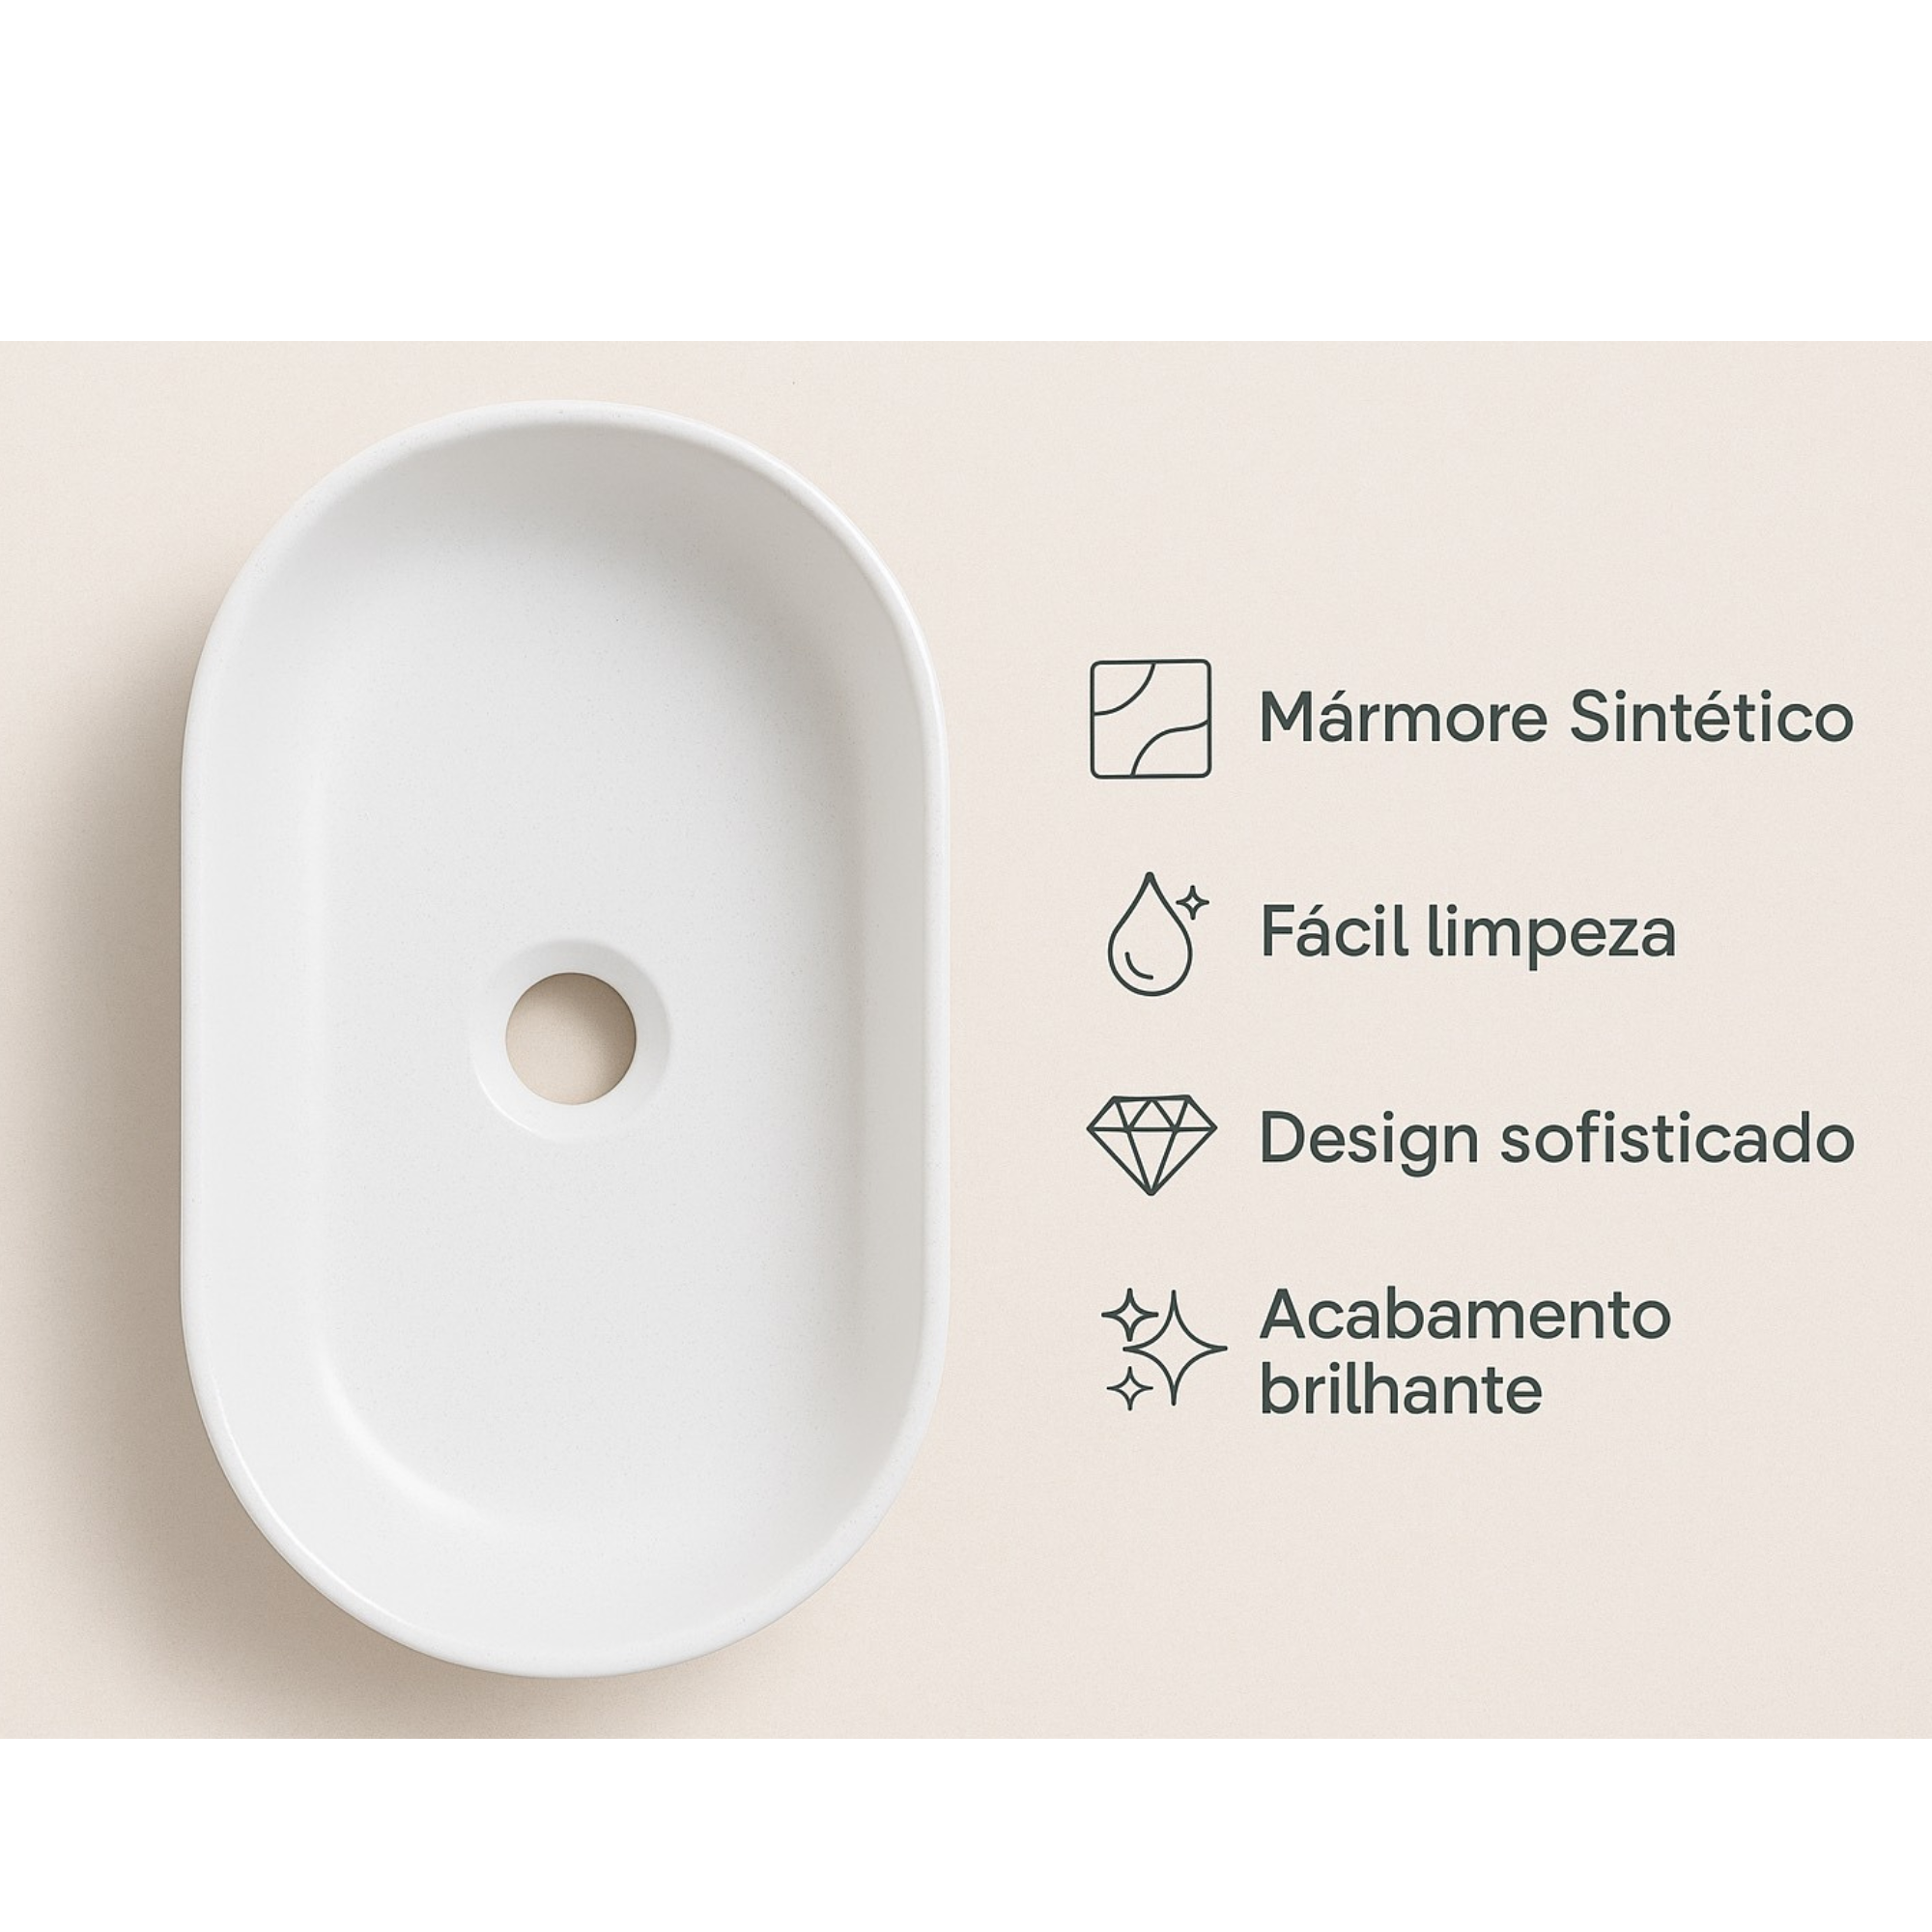 Mármore Sintético
Fácil limpeza
Design sofisticado
Acabamento
brilhante